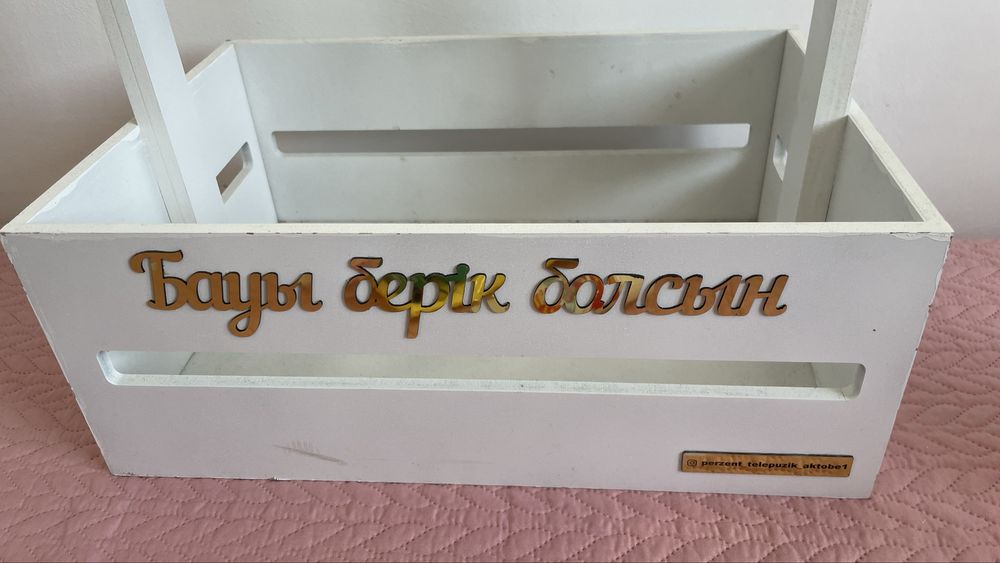 Бауы берік болсын
perzent_telepuzik_aktobe1